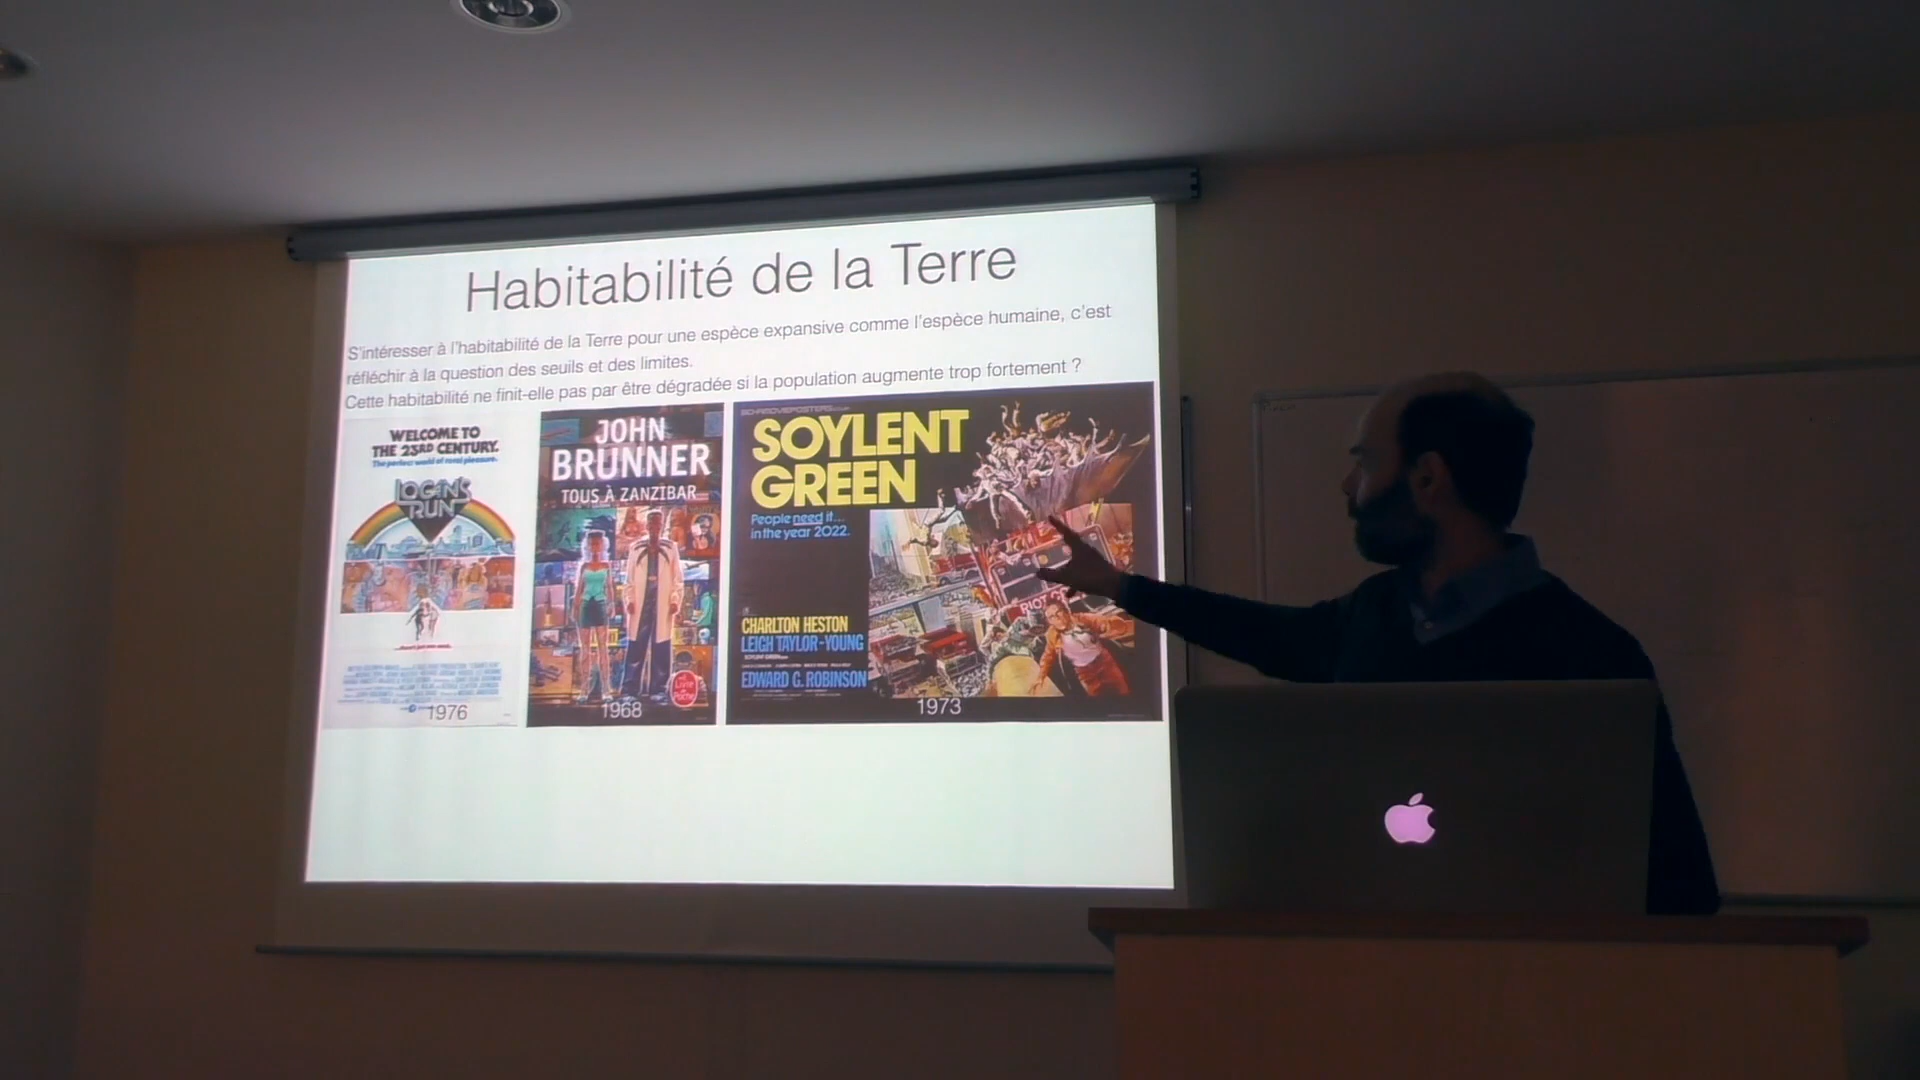 Habitabilité de la Terre
S'intéresser à l'habitabilité de la Terre pour une espèce expansive comme l'espèce humaine, c'est
réfléchir à la question des seuils et des limites.
Cette habitabilité ne finit-elle pas par être dégradée si la population augmente trop fortement ?
WELCOME TO
THE 23RD CENTURY.
The perfect world of total pleasure.
LOGAN'S
RUN
1976
JOHN
BRUNNER
TOUS À ZANZIBAR
Le
Livre
de
Poche
1968
SOYLENT
GREEN
People need it...
in the year 2022.
RIOT
CHARLTON HESTON
LEIGH TAYLOR-YOUNG
EDWARD G. ROBINSON
1973